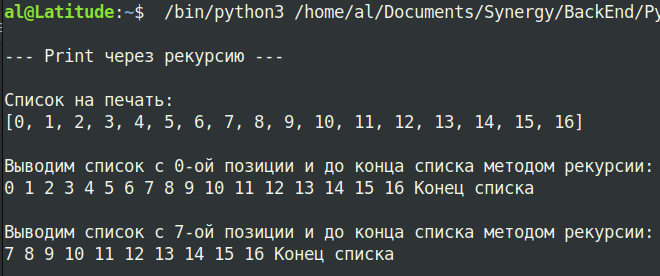 al@Latitude:~$  /bin/python3 /home/al/Documents/Synergy/BackEnd/Py
--- Print через рекурсию ---
Список на печать:
[0, 1, 2, 3, 4, 5, 6, 7, 8, 9, 10, 11, 12, 13, 14, 15, 16]
Выводим список с 0-ой позиции и до конца списка методом рекурсии:
0 1 2 3 4 5 6 7 8 9 10 11 12 13 14 15 16 Конец списка
Выводим список с 7-ой позиции и до конца списка методом рекурсии:
7 8 9 10 11 12 13 14 15 16 Конец списка